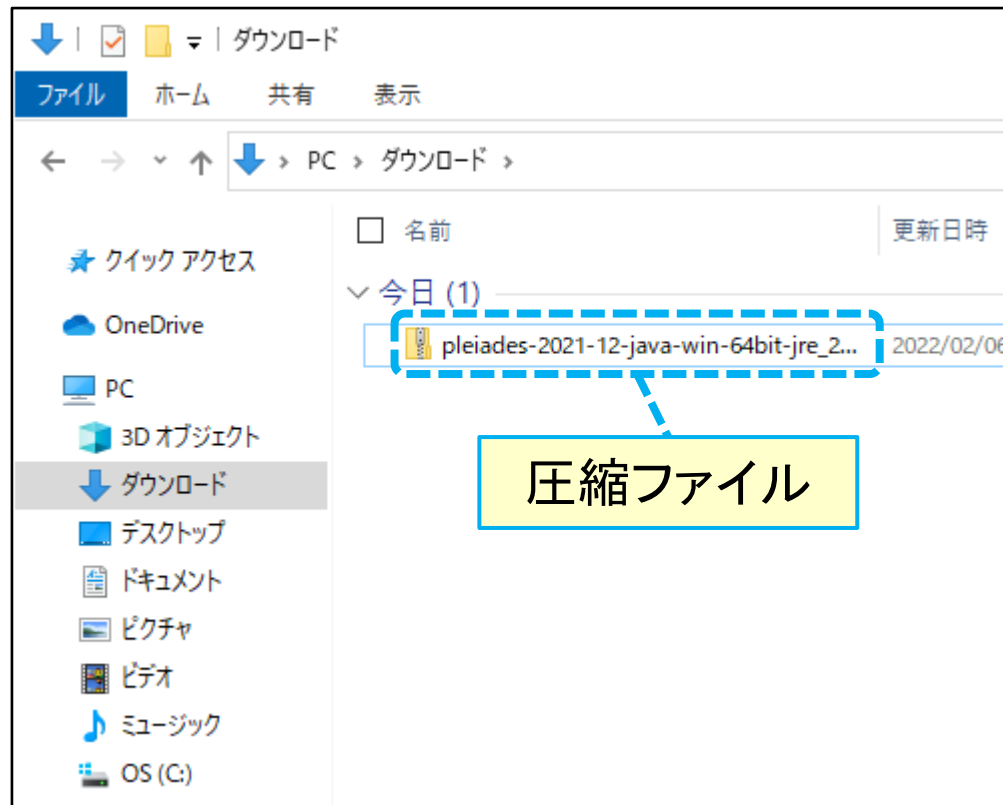 ダウンロード
ファイル ホーム 共有 表示
PC › ダウンロード ›
名前 更新日時
クイック アクセス
今日 (1)
OneDrive
pleiades-2021-12-java-win-64bit-jre_2... 2022/02/06
PC
3D オブジェクト
圧縮ファイル
ダウンロード
デスクトップ
ドキュメント
ピクチャ
ビデオ
ミュージック
OS (C:)